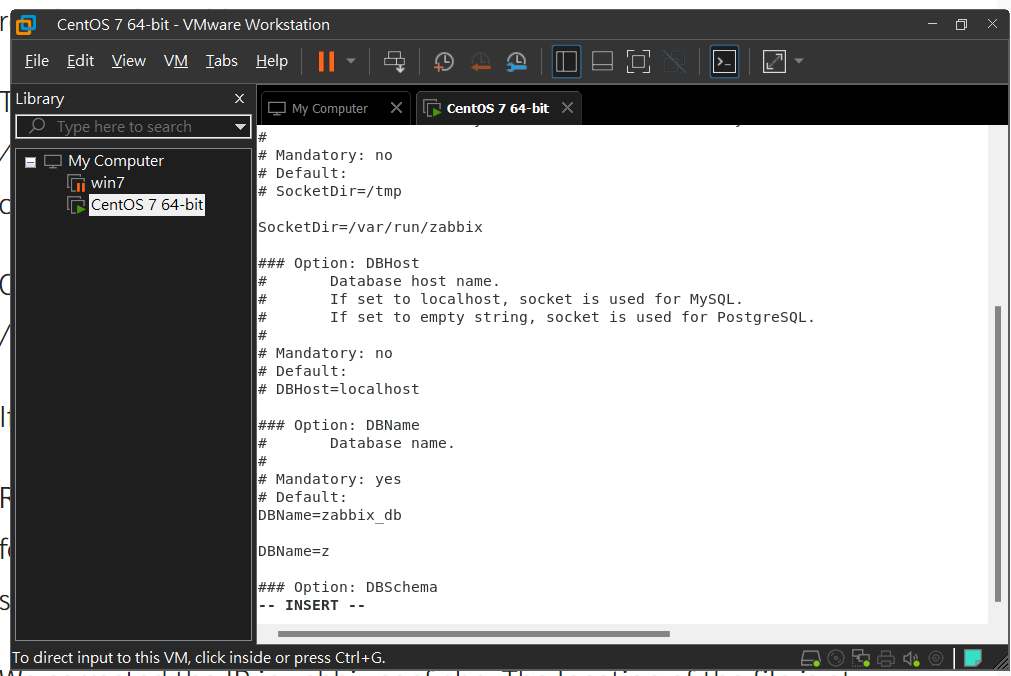 CentOS 7 64-bit - VMware Workstation
File Edit View VM Tabs Help
Library
My Computer
CentOS 7 64-bit
Type here to search
My Computer
win7
CentOS 7 64-bit
#
# Mandatory: no
# Default:
# SocketDir=/tmp
SocketDir=/var/run/zabbix
### Option: DBHost
# Database host name.
# If set to localhost, socket is used for MySQL.
# If set to empty string, socket is used for PostgreSQL.
#
# Mandatory: no
# Default:
# DBHost=localhost
### Option: DBName
# Database name.
#
# Mandatory: yes
# Default:
DBName=zabbix_db
DBName=z
### Option: DBSchema
-- INSERT --
To direct input to this VM, click inside or press Ctrl+G.